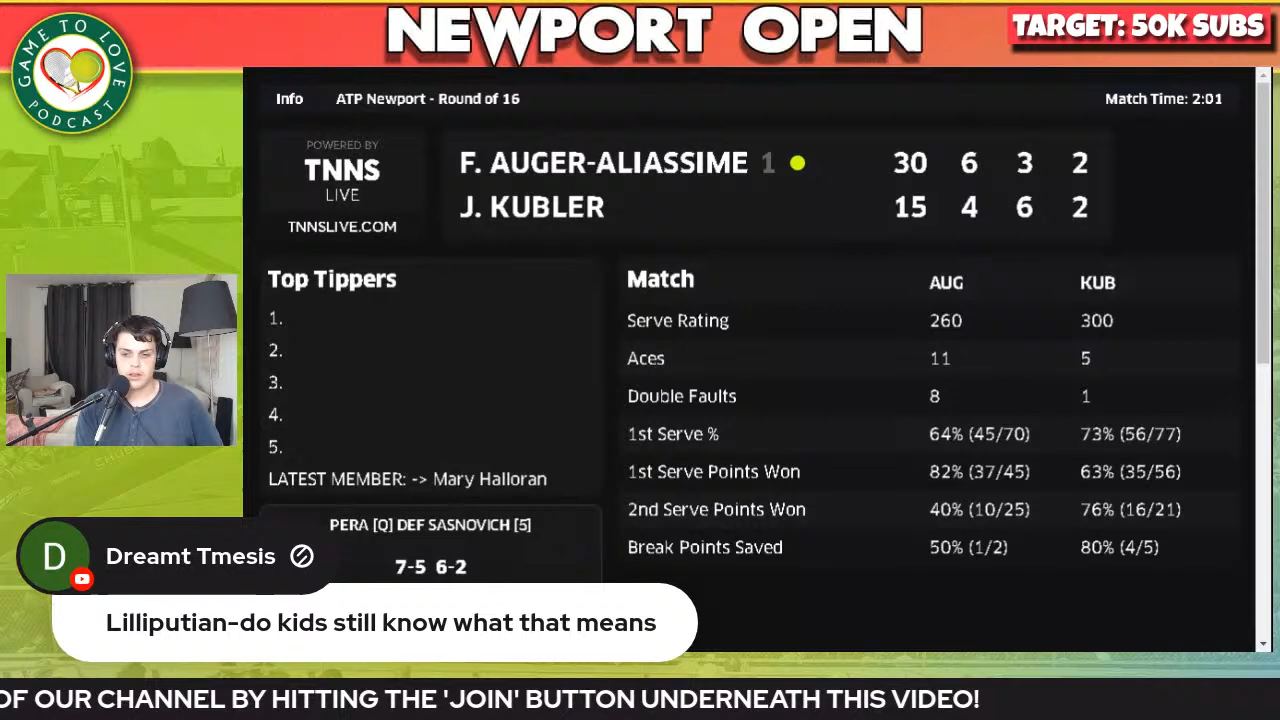 GAME TO LOVE
PODCAST
NEWPORT OPEN
TARGET: 50K SUBS
Info ATP Newport - Round of 16 Match Time: 2:01
POWERED BY
TNNS
LIVE
TNNSLIVE.COM
F. AUGER-ALIASSIME 1 30 6 3 2
J. KUBLER 15 4 6 2
Top Tippers
1.
2.
3.
4.
5.
LATEST MEMBER: -> Mary Halloran
PERA [Q] DEF SASNOVICH [5]
7-5 6-2
Match AUG KUB
Serve Rating 260 300
Aces 11 5
Double Faults 8 1
1st Serve % 64% (45/70) 73% (56/77)
1st Serve Points Won 82% (37/45) 63% (35/56)
2nd Serve Points Won 40% (10/25) 76% (16/21)
Break Points Saved 50% (1/2) 80% (4/5)
D Dreamt Tmesis
Lilliputian-do kids still know what that means
OF OUR CHANNEL BY HITTING THE 'JOIN' BUTTON UNDERNEATH THIS VIDEO!